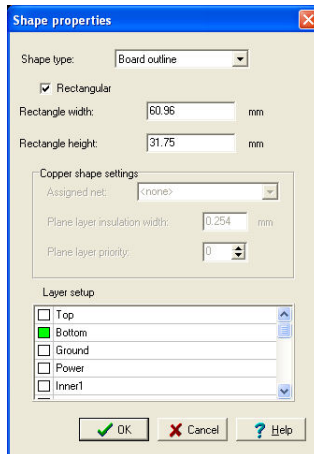 Shape properties
Shape type: Board outline
Rectangular
Rectangle width: 60.96 mm
Rectangle height: 31.75 mm
Copper shape settings
Assigned net: <none>
Plane layer insulation width: 0.254 mm
Plane layer priority: 0
Layer setup
Top
Bottom
Ground
Power
Inner1
OK Cancel ? Help